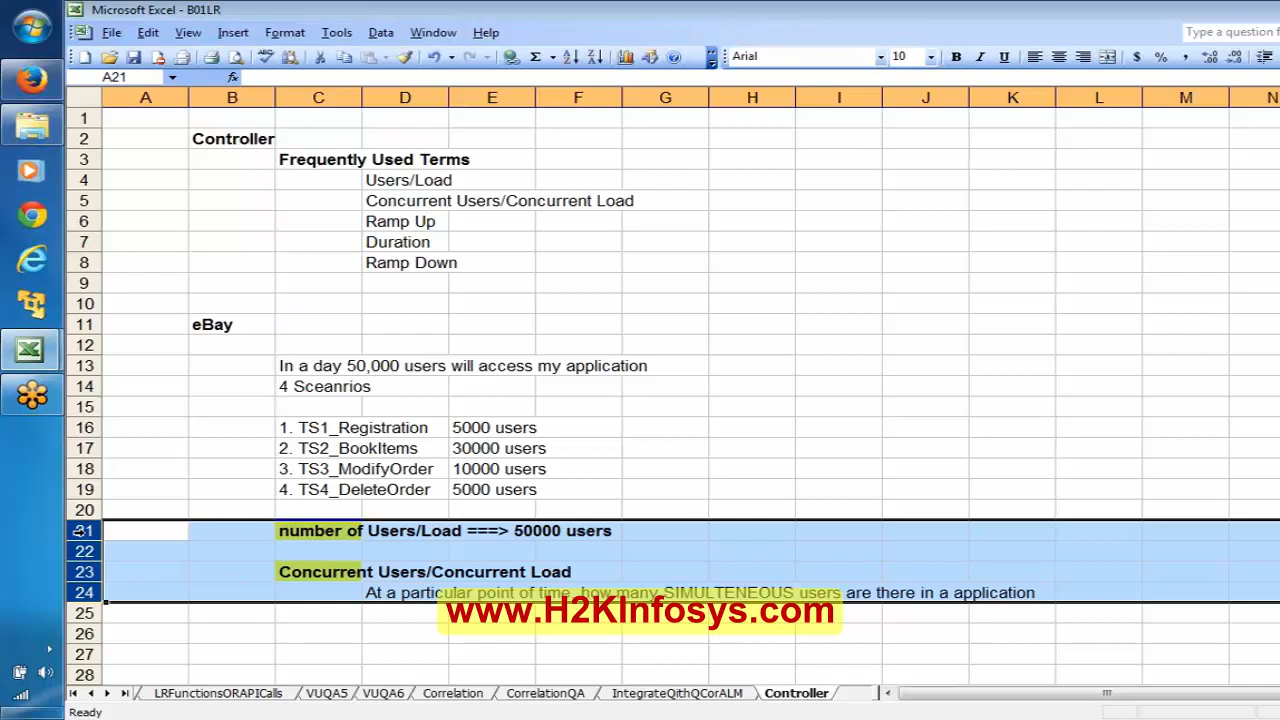 Microsoft Excel - B01LR
File Edit View Insert Format Tools Data Window Help
Type a question f
Arial 10 B I U $ %
A21 fx
A B C D E F G H I J K L M N
1
2 Controller
3 Frequently Used Terms
4 Users/Load
5 Concurrent Users/Concurrent Load
6 Ramp Up
7 Duration
8 Ramp Down
9
10
11 eBay
12
13 In a day 50,000 users will access my application
14 4 Sceanrios
15
16 1. TS1_Registration 5000 users
17 2. TS2_BookItems 30000 users
18 3. TS3_ModifyOrder 10000 users
19 4. TS4_DeleteOrder 5000 users
20
number of Users/Load ===> 50000 users
22
23 Concurrent Users/Concurrent Load
24 At a particular point of time, how many SIMULTENEOUS users are there in a application
25
www.H2KInfosys.com
26
27
28
LRFunctionsORAPICalls VUQA5 VUQA6 Correlation CorrelationQA IntegrateQithQCorALM Controller
Ready